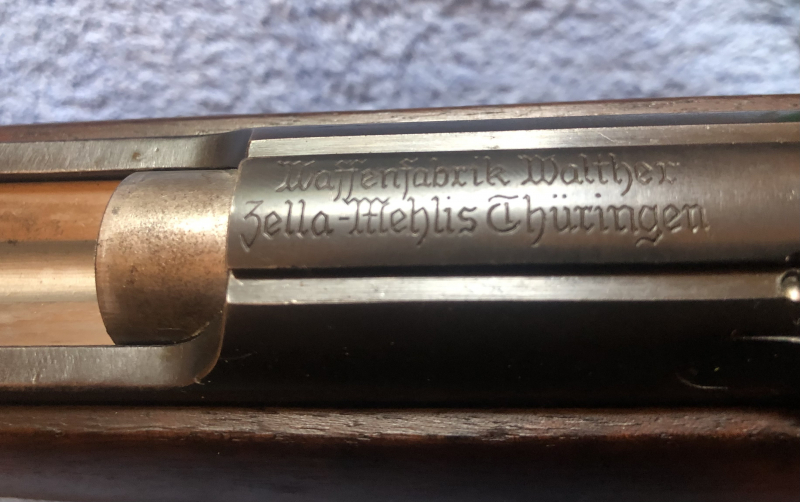 Waffenfabrik Walther
Zella-Mehlis Thüringen